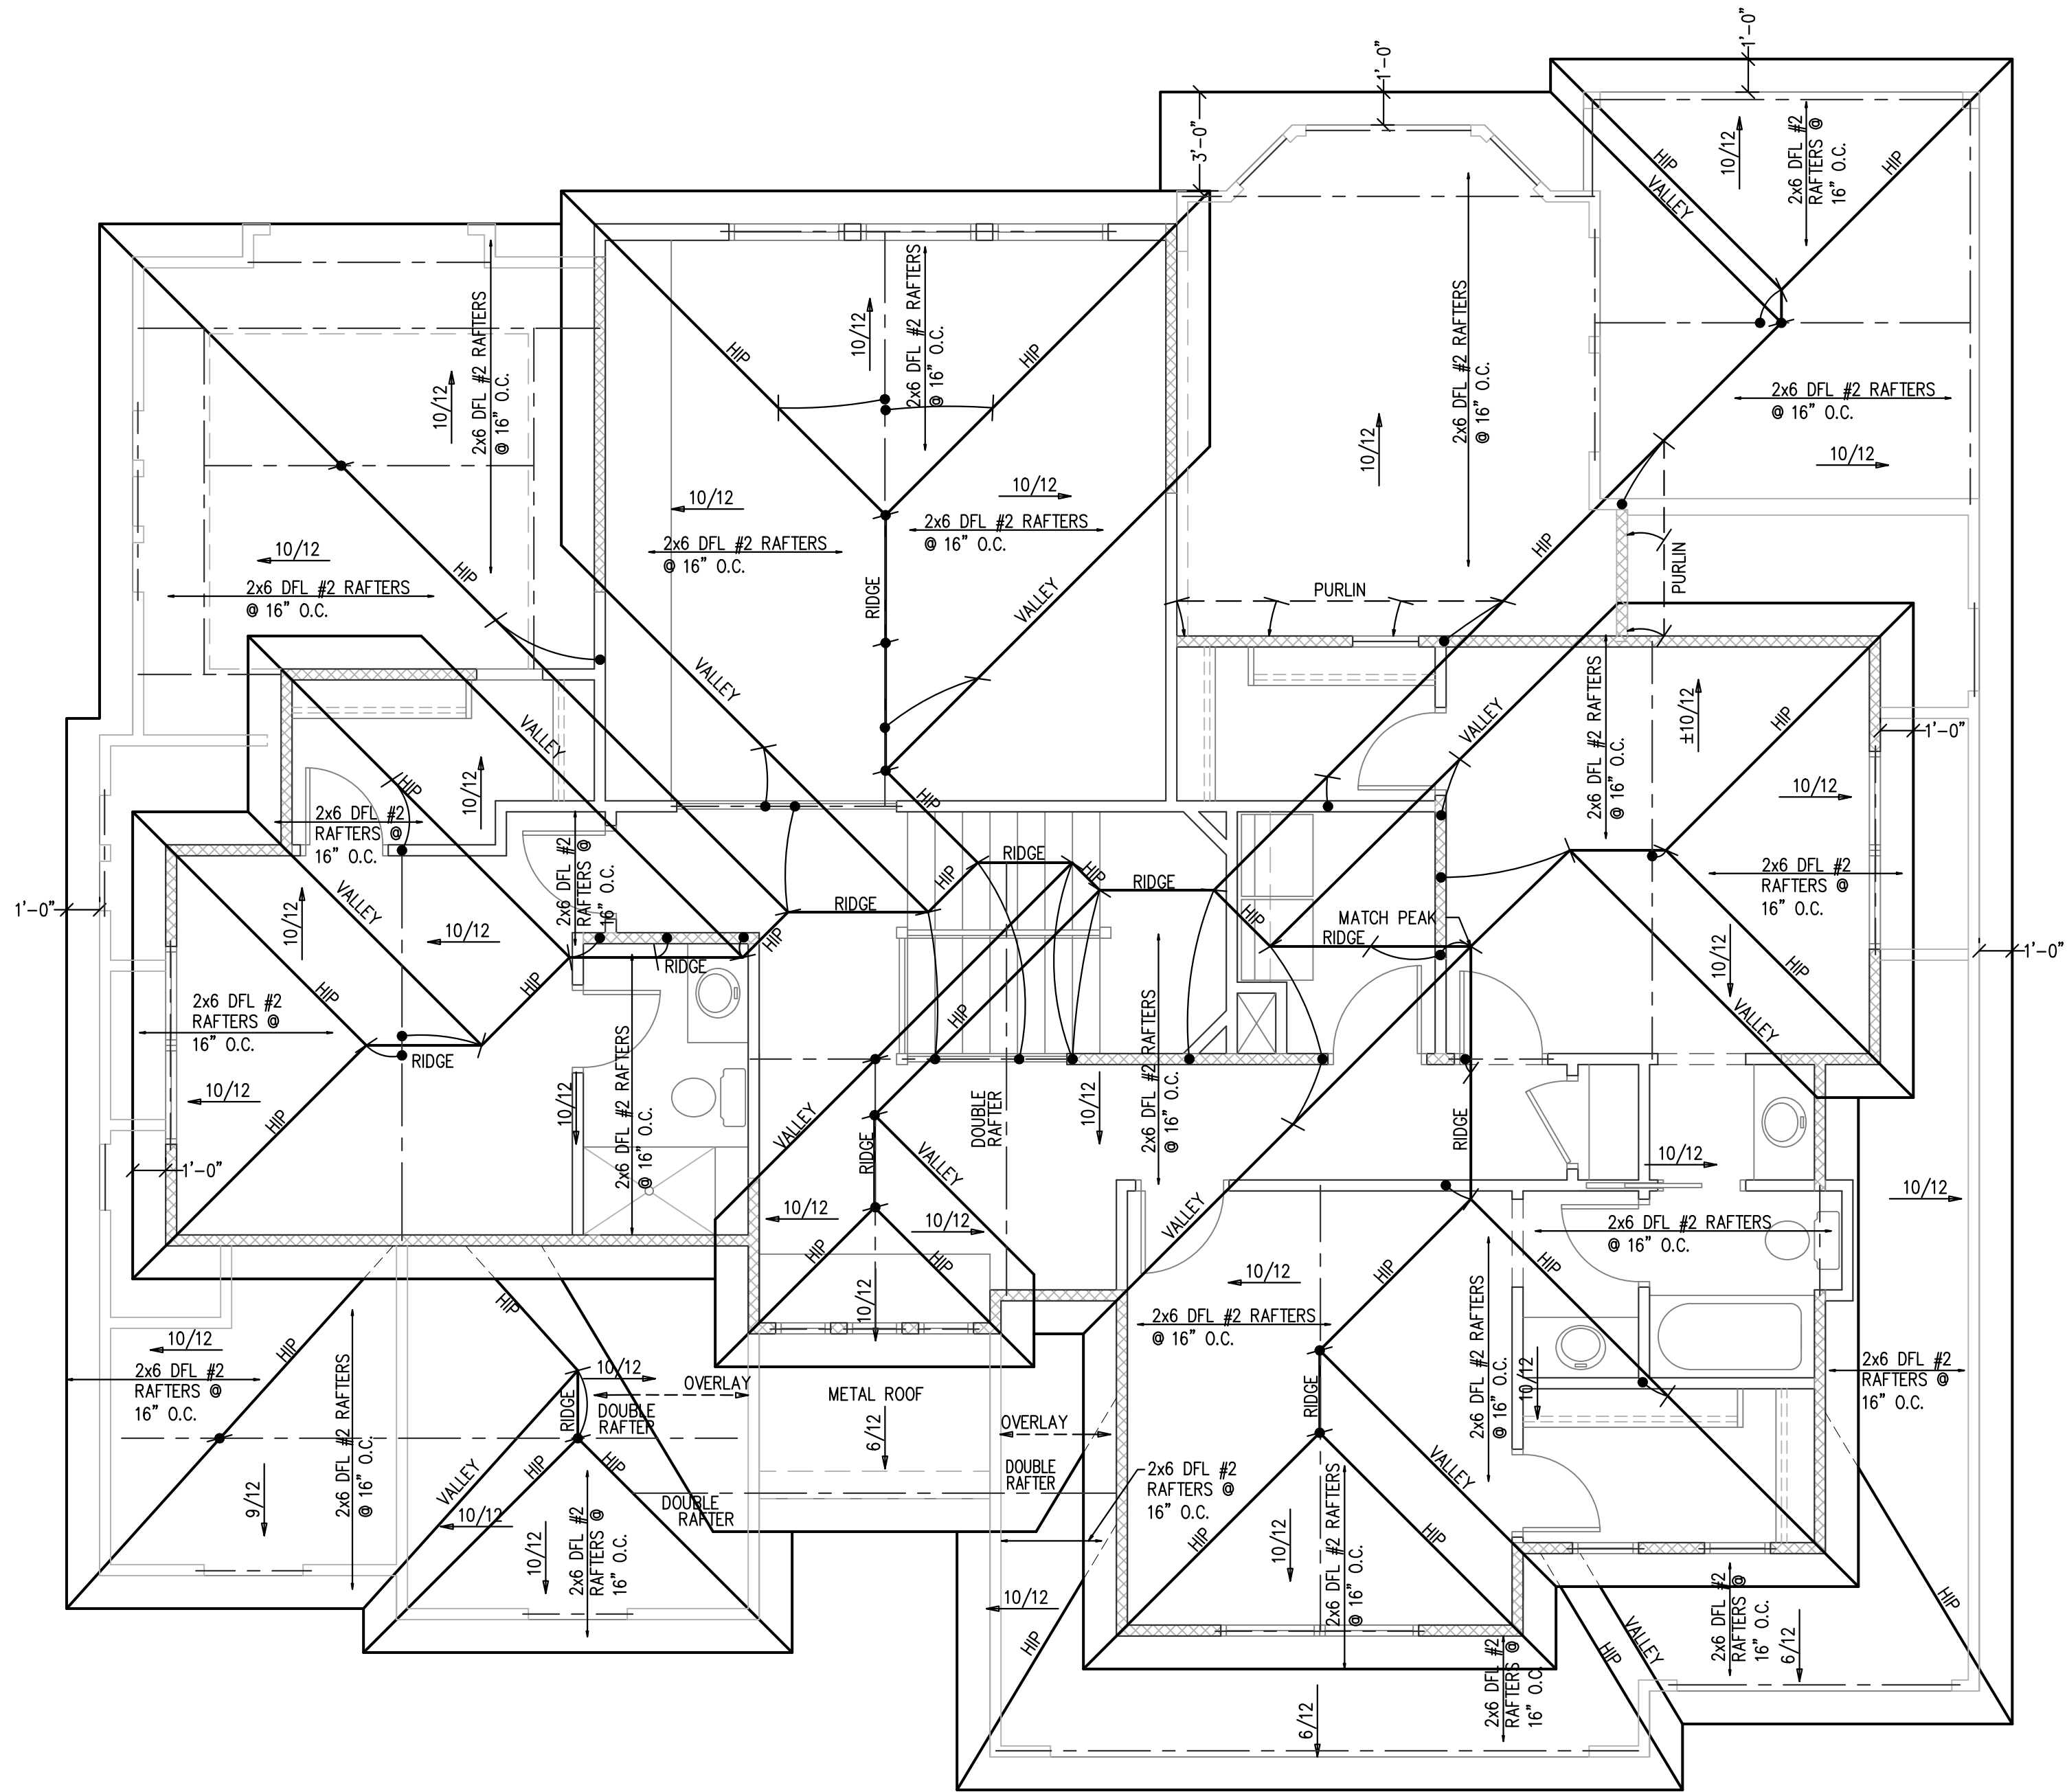 1'-0"
1'-0"
3'-0"
HIP
VALLEY
10/12
2x6 DFL #2
RAFTERS @
16" O.C.
HIP
10/12
2x6 DFL #2 RAFTERS
@ 16" O.C.
HIP
10/12
2x6 DFL #2 RAFTERS
@ 16" O.C.
HIP
10/12
2x6 DFL #2 RAFTERS
@ 16" O.C.
2x6 DFL #2 RAFTERS
@ 16" O.C.
10/12
10/12
10/12
2x6 DFL #2 RAFTERS
@ 16" O.C.
2x6 DFL #2 RAFTERS
@ 16" O.C.
10/12
2x6 DFL #2 RAFTERS
@ 16" O.C.
HIP
RIDGE
VALLEY
PURLIN
HIP
PURLIN
VALLEY
VALLEY
HIP
10/12
2x6 DFL #2
RAFTERS @
16" O.C.
HIP
VALLEY
2x6 DFL #2 RAFTERS
@ 16" O.C.
±10/12
HIP
1'-0"
10/12
1'-0"
10/12
VALLEY
10/12
2x6 DFL #2
RAFTERS @
16" O.C.
RIDGE
HIP
RIDGE
HIP
RIDGE
HIP
MATCH PEAK
RIDGE
2x6 DFL #2
RAFTERS @
16" O.C.
10/12
HIP
VALLEY
1'-0"
HIP
2x6 DFL #2
RAFTERS @
16" O.C.
HIP
RIDGE
HIP
RIDGE
10/12
HIP
1'-0"
10/12
2x6 DFL #2 RAFTERS
@ 16" O.C.
HIP
VALLEY
RIDGE
VALLEY
DOUBLE
RAFTER
10/12
2x6 DFL #2 RAFTERS
@ 16" O.C.
RIDGE
10/12
10/12
10/12
10/12
HIP
HIP
10/12
VALLEY
2x6 DFL #2 RAFTERS
@ 16" O.C.
HIP
HIP
10/12
2x6 DFL #2 RAFTERS
@ 16" O.C.
10/12
2x6 DFL #2
RAFTERS @
16" O.C.
HIP
2x6 DFL #2 RAFTERS
@ 16" O.C.
HIP
RIDGE
10/12
OVERLAY
DOUBLE
RAFTER
METAL ROOF
6/12
OVERLAY
DOUBLE
RAFTER
2x6 DFL #2
RAFTERS @
16" O.C.
RIDGE
2x6 DFL #2 RAFTERS
@ 16" O.C.
10/12
2x6 DFL #2
RAFTERS @
16" O.C.
9/12
VALLEY
HIP
HIP
10/12
10/12
2x6 DFL #2
RAFTERS @
16" O.C.
DOUBLE
RAFTER
10/12
HIP
HIP
10/12
2x6 DFL #2 RAFTERS
@ 16" O.C.
HIP
VALLEY
2x6 DFL #2
RAFTERS @
16" O.C.
6/12
2x6 DFL #2
RAFTERS @
16" O.C.
HIP
VALLEY
HIP
6/12